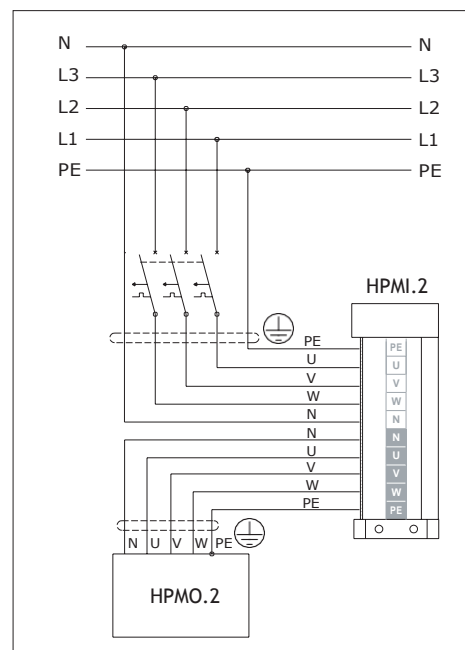 N N
L3 L3
L2 L2
L1 L1
PE PE
HPMI.2
PE PE
U U
V V
W W
N N
N N
U U
V V
W W
PE PE
N U V W PE
HPMO.2